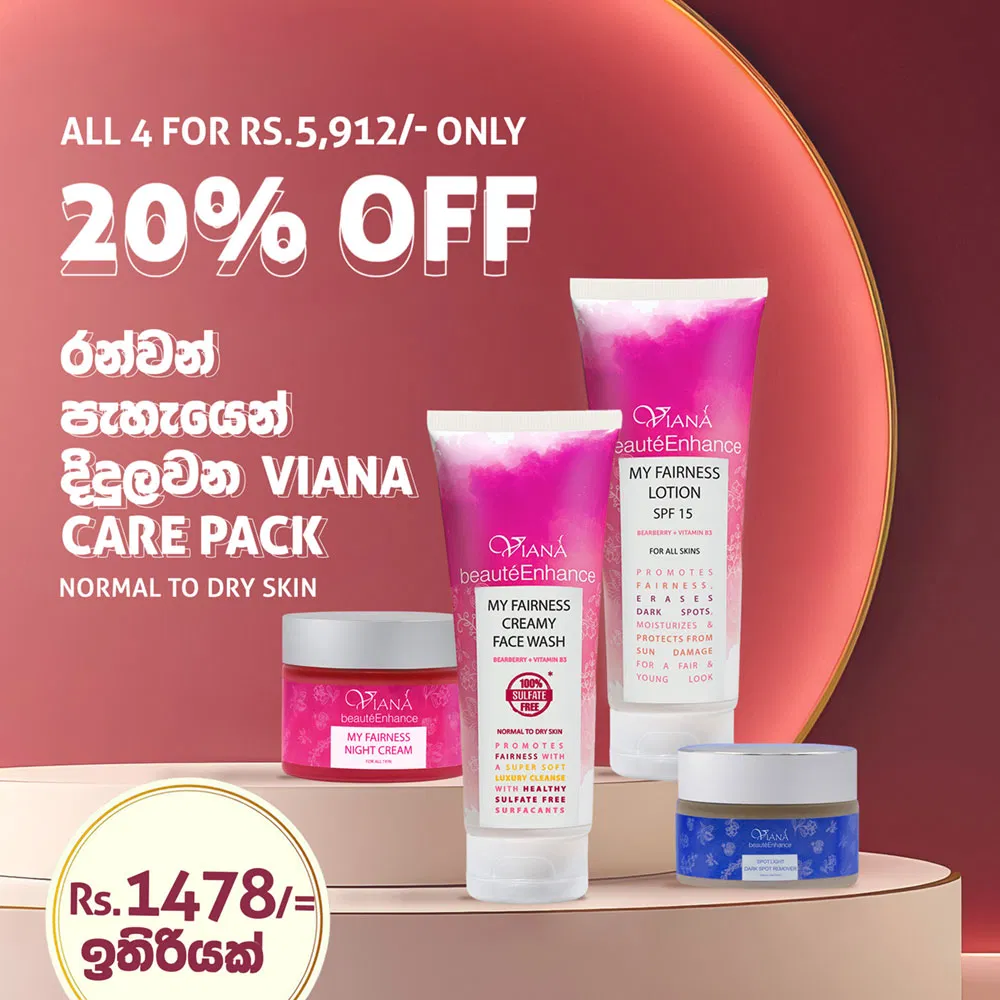 ALL 4 FOR RS.5,912/- ONLY
20% OFF
රන්වන්
පැහැයෙන්
දිදුලවන VIANA
CARE PACK
NORMAL TO DRY SKIN
VIANA
beautéEnhance
MY FAIRNESS
LOTION
SPF 15
BEARBERRY + VITAMIN B3
FOR ALL SKINS
PROMOTES
FAIRNESS,
ERASES
DARK SPOTS,
MOISTURIZES &
PROTECTS FROM
SUN DAMAGE
FOR A FAIR &
YOUNG LOOK
VIANA
beautéEnhance
MY FAIRNESS
CREAMY
FACE WASH
BEARBERRY + VITAMIN B3
100%
SULFATE
FREE
*
NORMAL TO DRY SKIN
PROMOTES
FAIRNESS WITH
A SUPER SOFT
LUXURY CLEANSE
WITH HEALTHY
SULFATE FREE
SURFACANTS
VIANA
beautéEnhance
MY FAIRNESS
NIGHT CREAM
VIANA
beautéEnhance
SPOT LIGHT
DARK SPOT REMOVER
Rs.1478/=
ඉතිරියක්